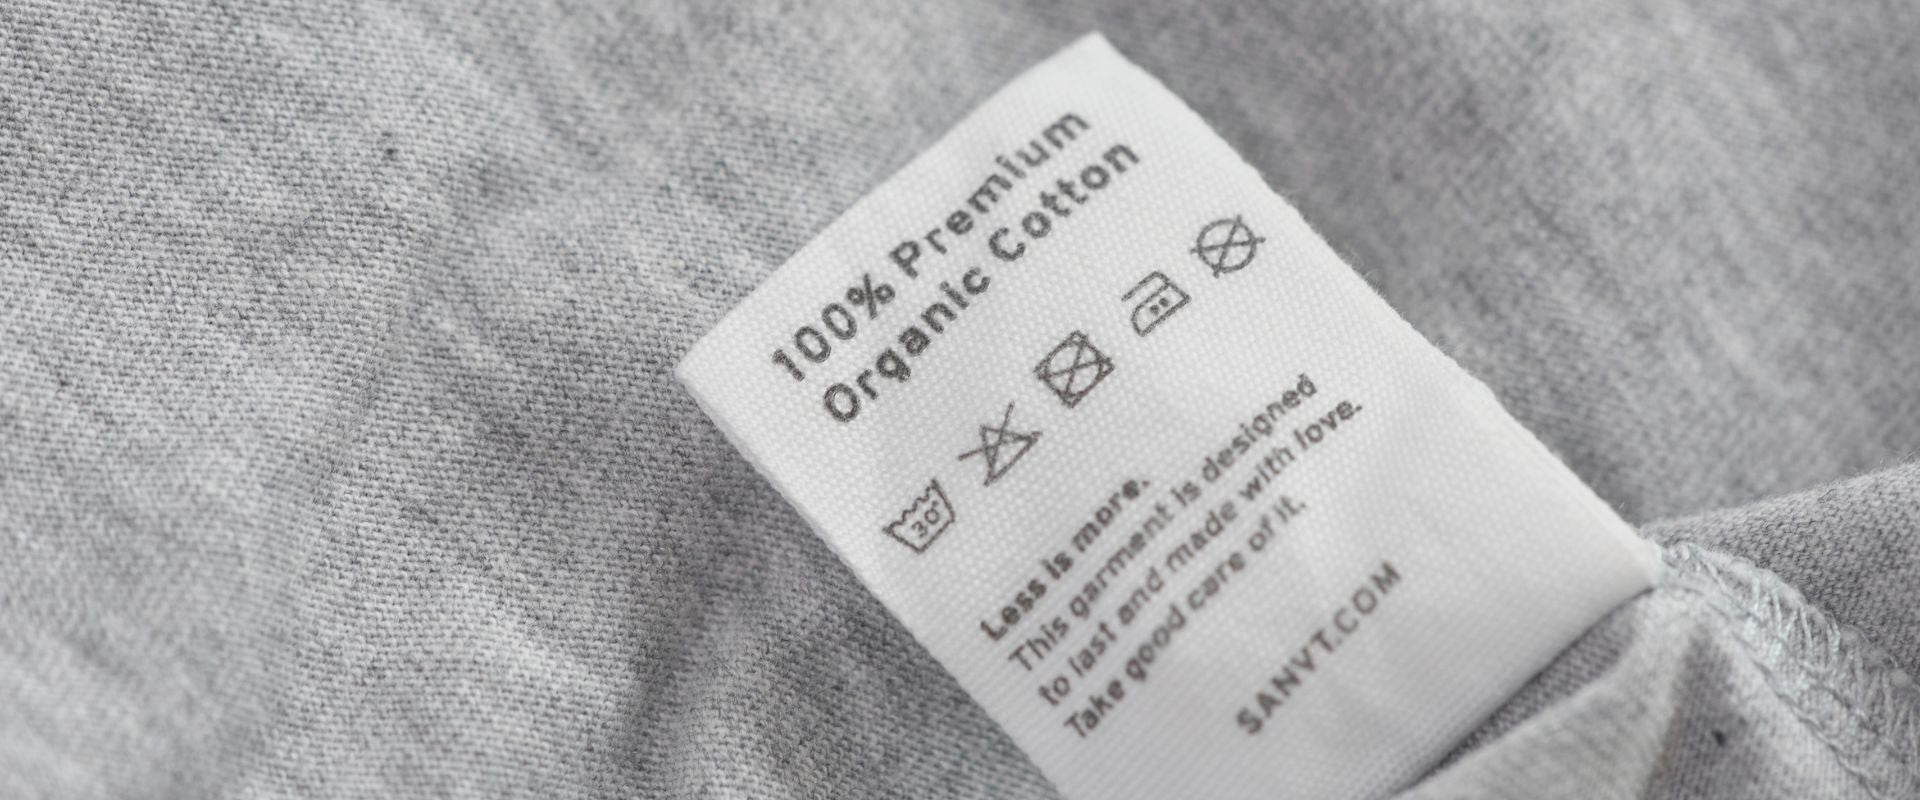 100% Premium
Organic Cotton
30°
Less is more.
This garment is designed
to last and made with love.
Take good care of it.
SANVT.COM